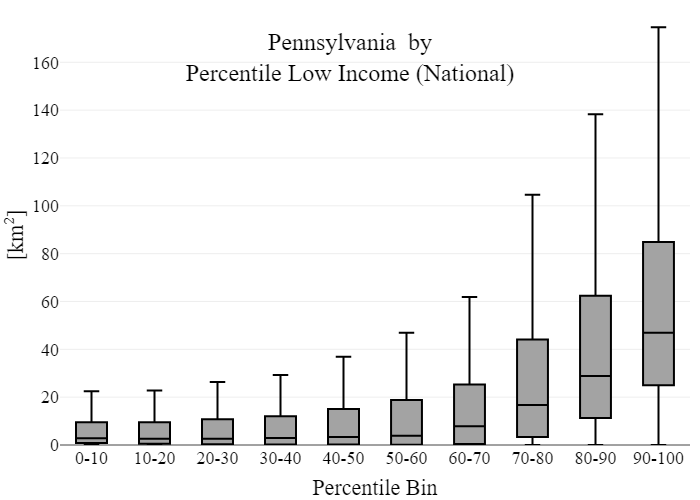 Pennsylvania  by
Percentile Low Income (National)
[km²]
160
140
120
100
80
60
40
20
0
0-10 10-20 20-30 30-40 40-50 50-60 60-70 70-80 80-90 90-100
Percentile Bin